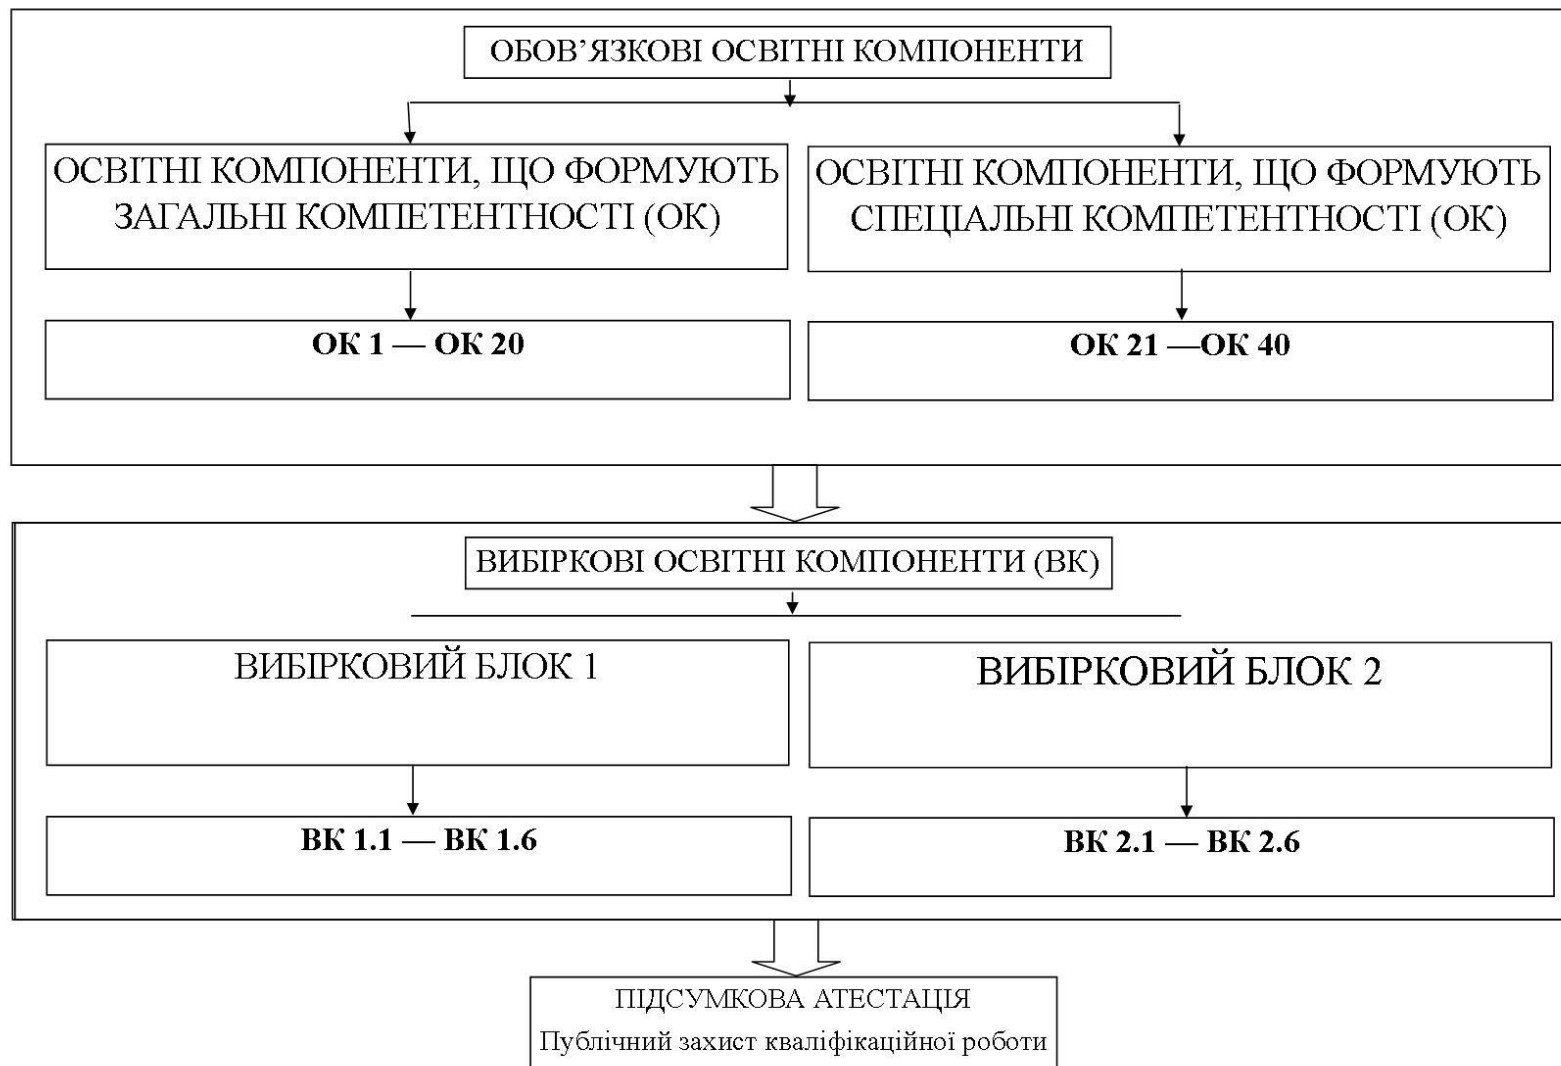 ОБОВ’ЯЗКОВІ ОСВІТНІ КОМПОНЕНТИ
ОСВІТНІ КОМПОНЕНТИ, ЩО ФОРМУЮТЬ
ЗАГАЛЬНІ КОМПЕТЕНТНОСТІ (ОК)
ОСВІТНІ КОМПОНЕНТИ, ЩО ФОРМУЮТЬ
СПЕЦІАЛЬНІ КОМПЕТЕНТНОСТІ (ОК)
ОК 1 — ОК 20
ОК 21 —ОК 40
ВИБІРКОВІ ОСВІТНІ КОМПОНЕНТИ (ВК)
ВИБІРКОВИЙ БЛОК 1
ВИБІРКОВИЙ БЛОК 2
ВК 1.1 — ВК 1.6
ВК 2.1 — ВК 2.6
ПІДСУМКОВА АТЕСТАЦІЯ
Публічний захист кваліфікаційної роботи